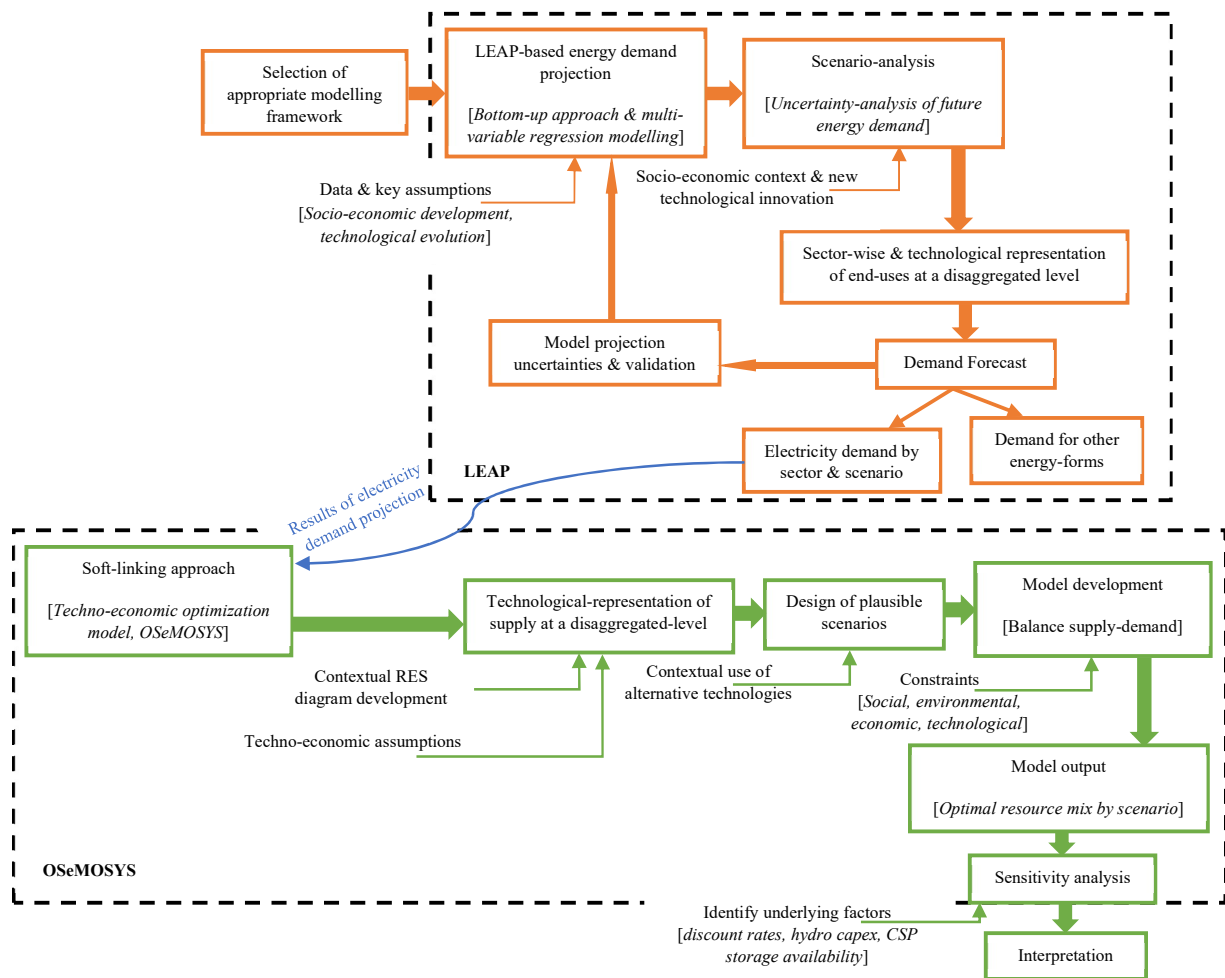 Selection of
appropriate modelling
framework
LEAP-based energy demand
projection
[Bottom-up approach & multi-
variable regression modelling]
Scenario-analysis
[Uncertainty-analysis of future
energy demand]
Data & key assumptions
[Socio-economic development,
technological evolution]
Socio-economic context & new
technological innovation
Sector-wise & technological representation
of end-uses at a disaggregated level
Model projection
uncertainties & validation
Demand Forecast
Electricity demand by
sector & scenario
Demand for other
energy-forms
LEAP
Results of electricity
demand projection
Soft-linking approach
[Techno-economic optimization
model, OSeMOSYS]
Technological-representation of
supply at a disaggregated-level
Design of plausible
scenarios
Model development
[Balance supply-demand]
Contextual RES
diagram development
Techno-economic assumptions
Contextual use of
alternative technologies
Constraints
[Social, environmental,
economic, technological]
Model output
[Optimal resource mix by scenario]
OSeMOSYS
Sensitivity analysis
Identify underlying factors
[discount rates, hydro capex, CSP
storage availability]
Interpretation